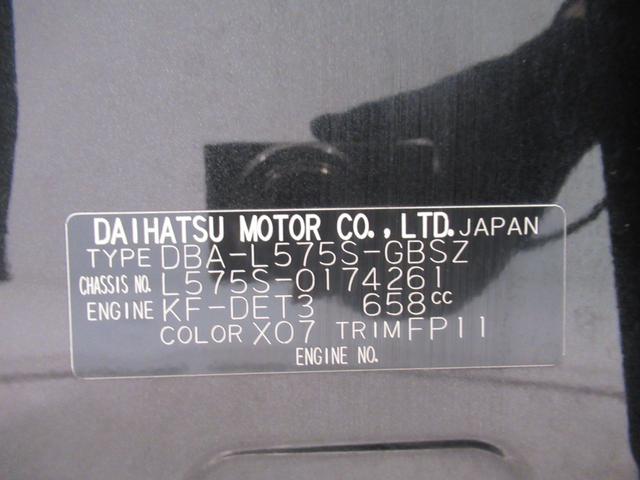 DAIHATSU MOTOR CO.,LTD. JAPAN
TYPE DBA-L575S-GBSZ
CHASSIS NO. L575S-0174261
ENGINE KF-DET3 658cc
COLOR X07 TRIM FP11
ENGINE NO.